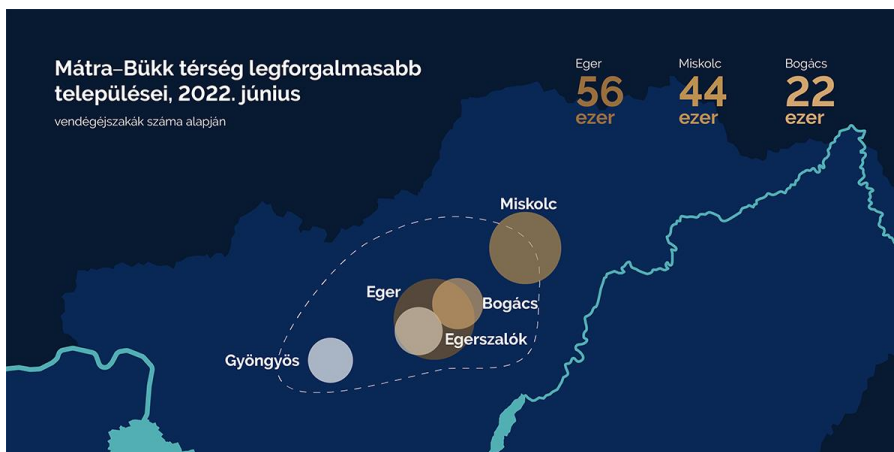 Mátra–Bükk térség legforgalmasabb
települései, 2022. június
vendégéjszakák száma alapján
Eger
56
ezer
Miskolc
44
ezer
Bogács
22
ezer
Miskolc
Eger
Bogács
Egerszalók
Gyöngyös